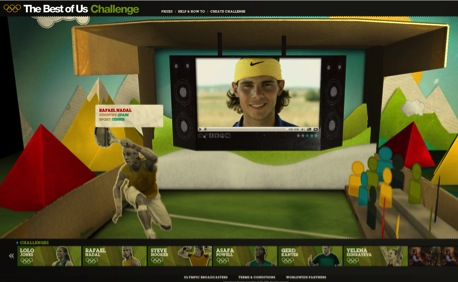 The Best of Us Challenge
PRIZES | HELP & HOW TO | CREATE CHALLENGE
RAFAEL NADAL
COUNTRY: SPAIN
SPORT: TENNIS
CHALLENGES
LOLO JONES
RAFAEL NADAL
STEVE HOOKER
ASAFA POWELL
GERD KANTER
YELENA ISINBAYEVA
OLYMPIC BROADCASTERS
TERMS & CONDITIONS
WORLDWIDE PARTNERS